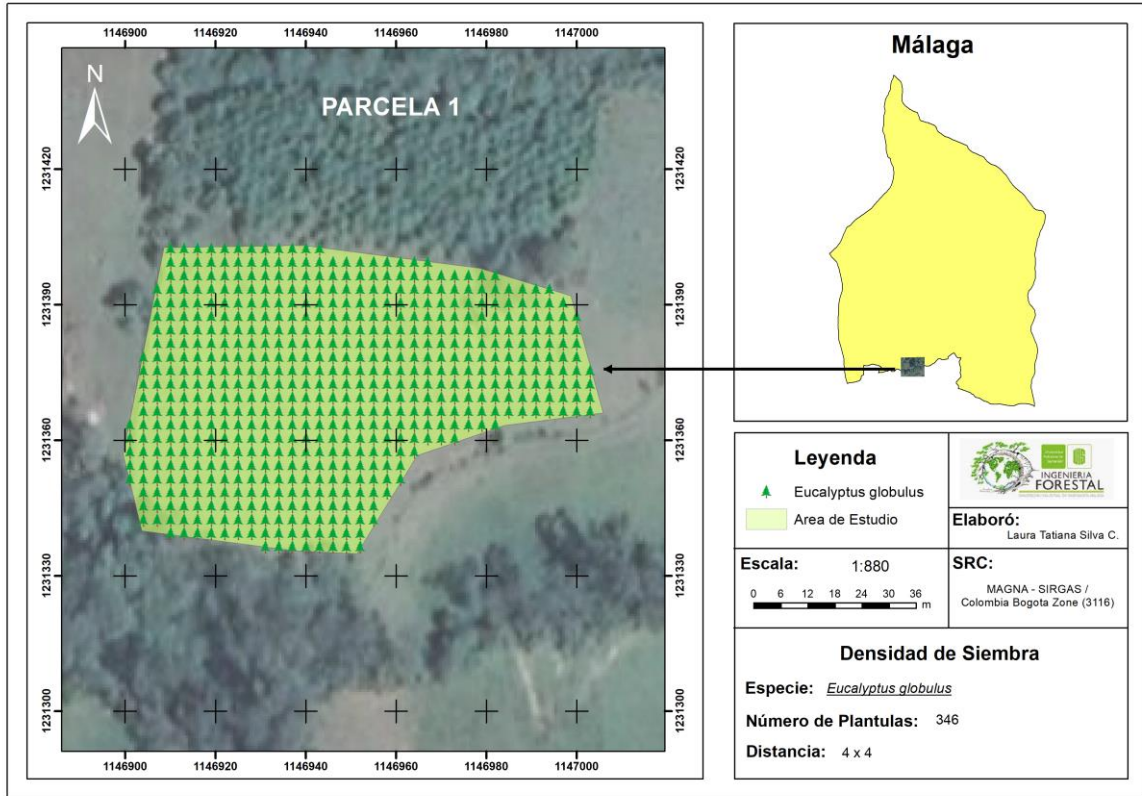 1146900 1146920 1146940 1146960 1146980 1147000
N
PARCELA 1
1231420 1231420
1231390 1231390
1231360 1231360
1231330 1231330
1231300 1231300
1146900 1146920 1146940 1146960 1146980 1147000
Málaga
Leyenda
Eucalyptus globulus
Area de Estudio
INGENIERIA
FORESTAL
Elaboró:
Laura Tatiana Silva C.
Escala: 1:880
0 6 12 18 24 30 36
m
SRC:
MAGNA - SIRGAS /
Colombia Bogota Zone (3116)
Densidad de Siembra
Especie: Eucalyptus globulus
Número de Plantulas: 346
Distancia: 4 x 4